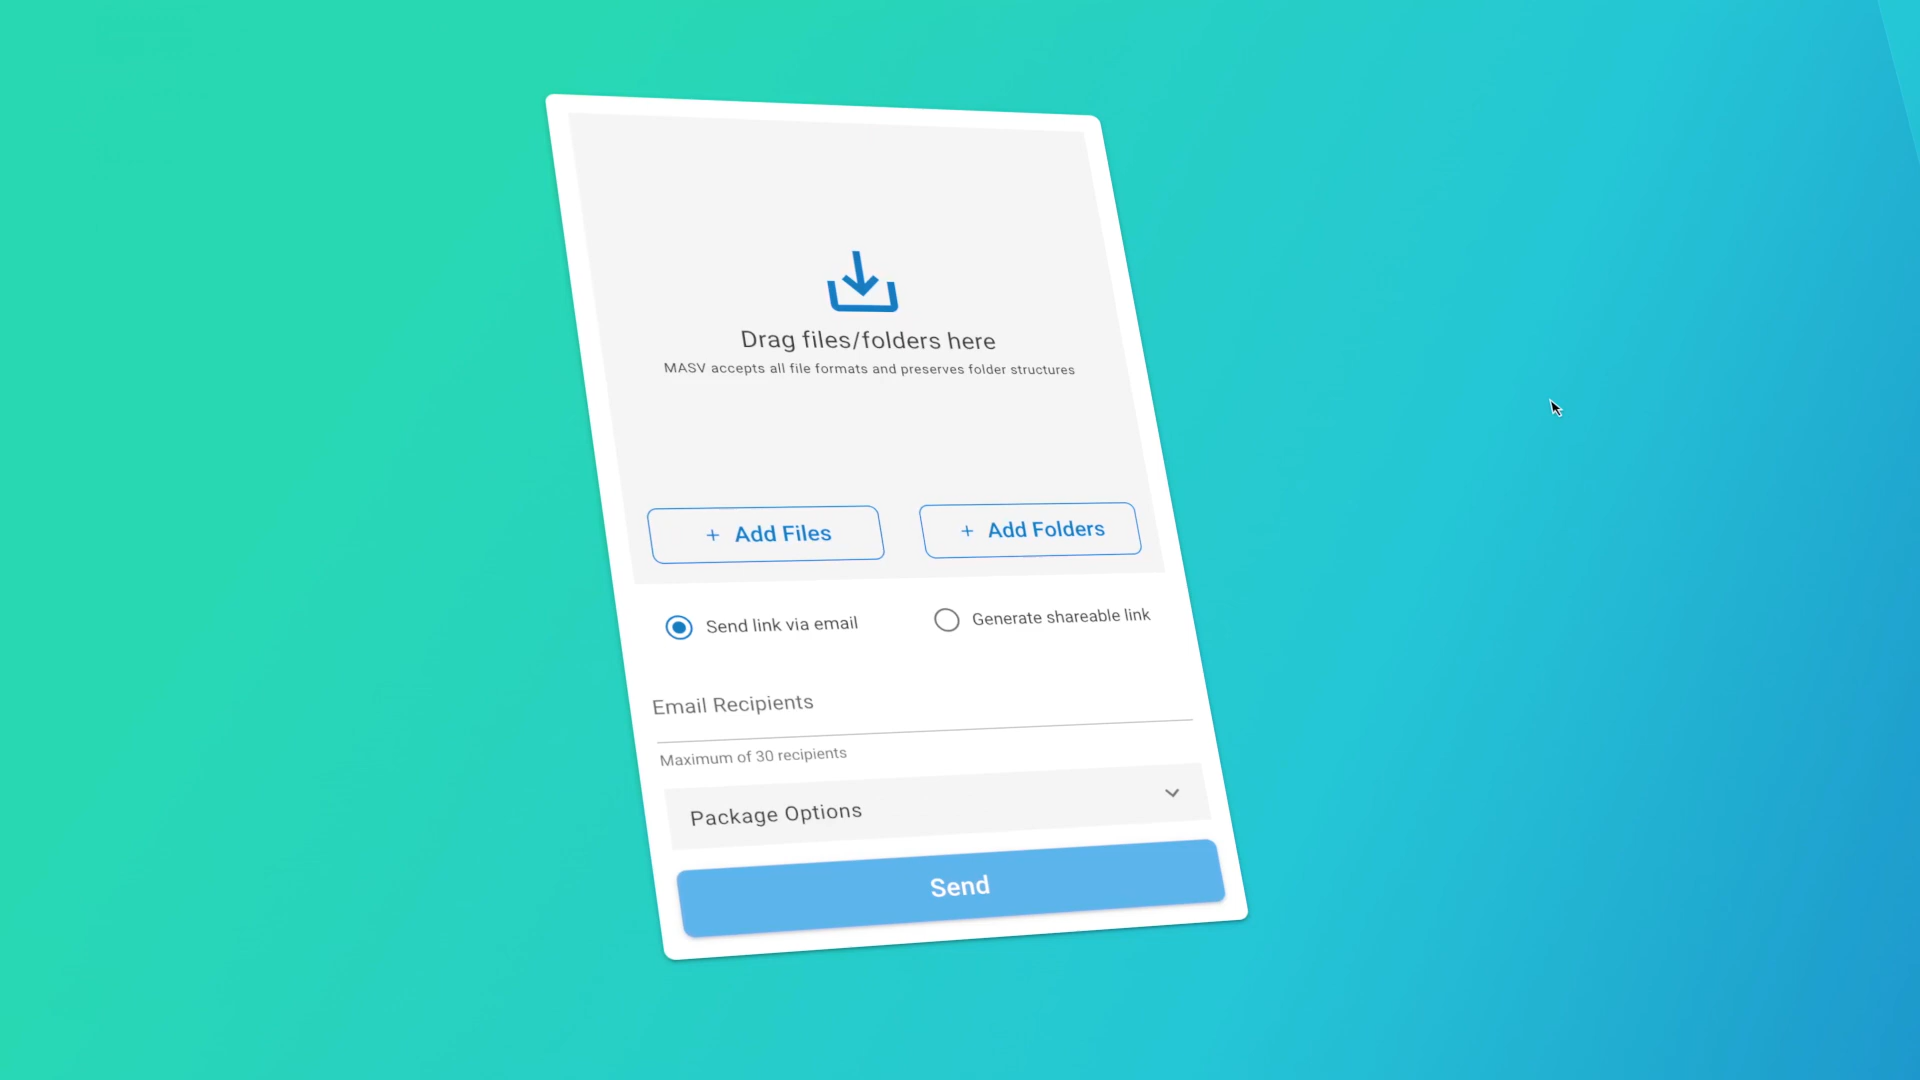 Drag files/folders here
MASV accepts all file formats and preserves folder structures
+ Add Files
+ Add Folders
Send link via email
Generate shareable link
Email Recipients
Maximum of 30 recipients
Package Options
Send